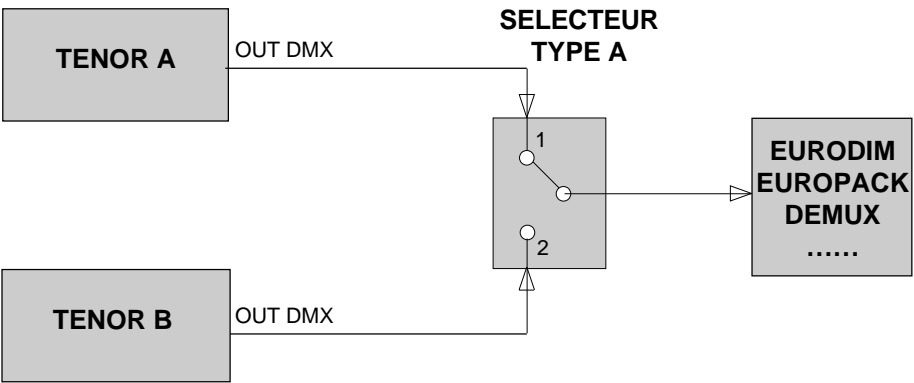 SELECTEUR
TYPE A
TENOR A
OUT DMX
1
2
EURODIM
EUROPACK
DEMUX
......
TENOR B
OUT DMX